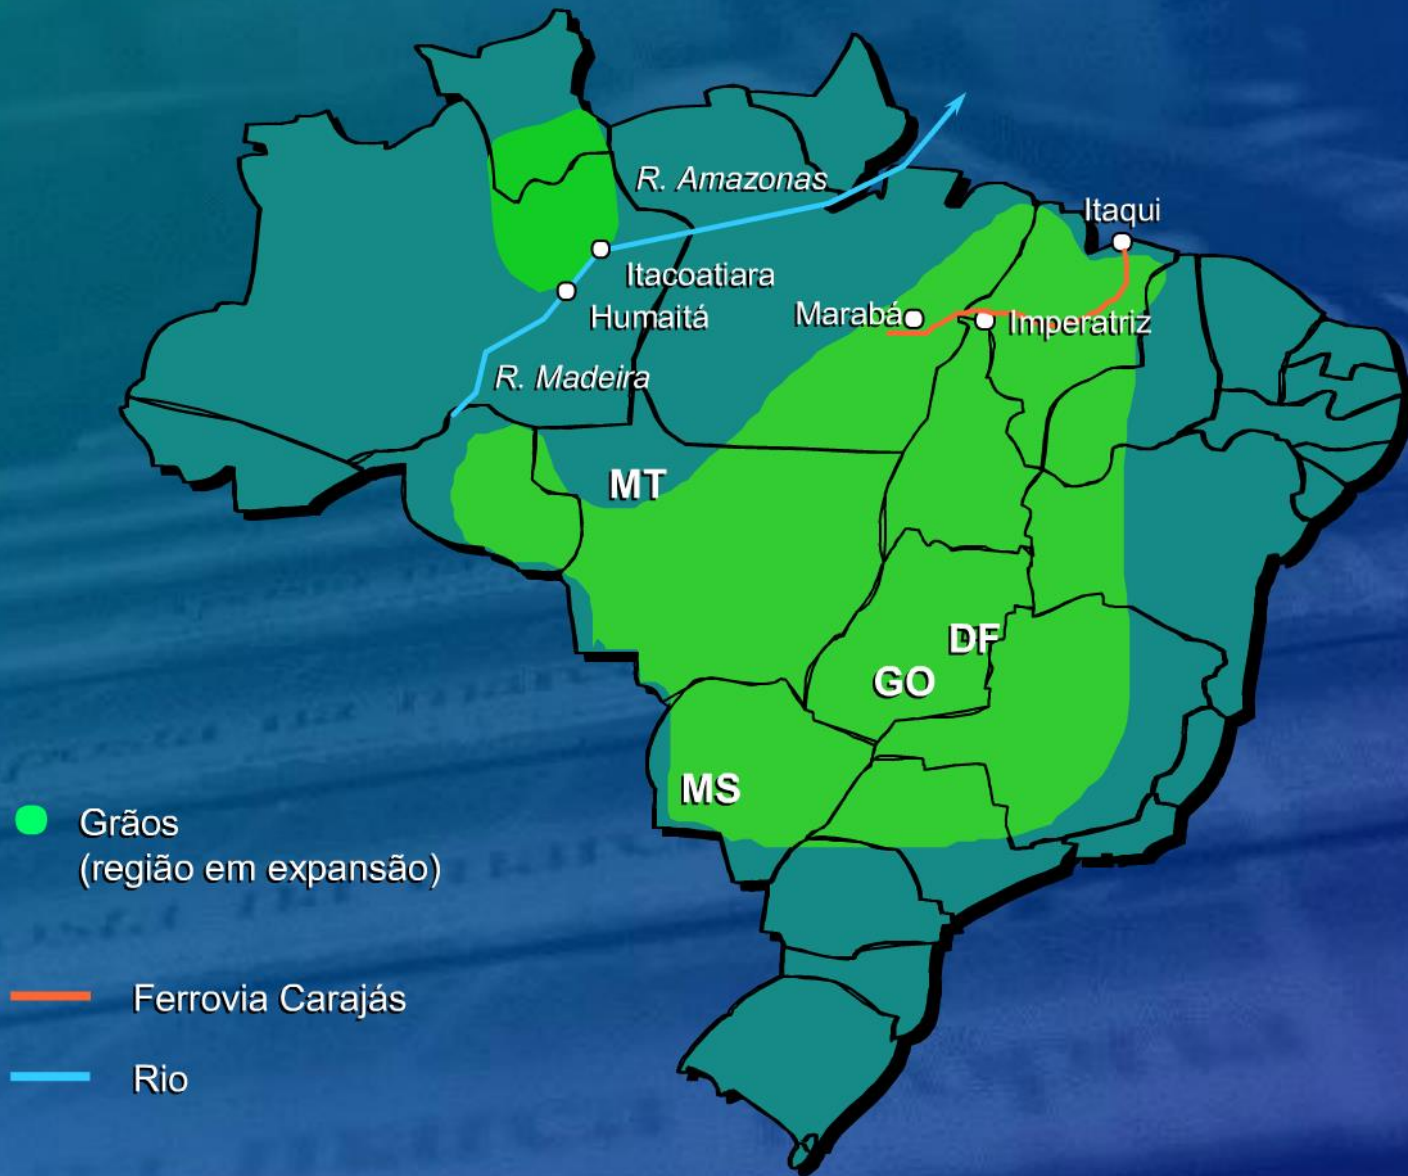 R. Amazonas
Itaqui
Itacoatiara
Humaitá
Marabá
Imperatriz
R. Madeira
MT
DF
GO
MS
Grãos
(região em expansão)
Ferrovia Carajás
Rio